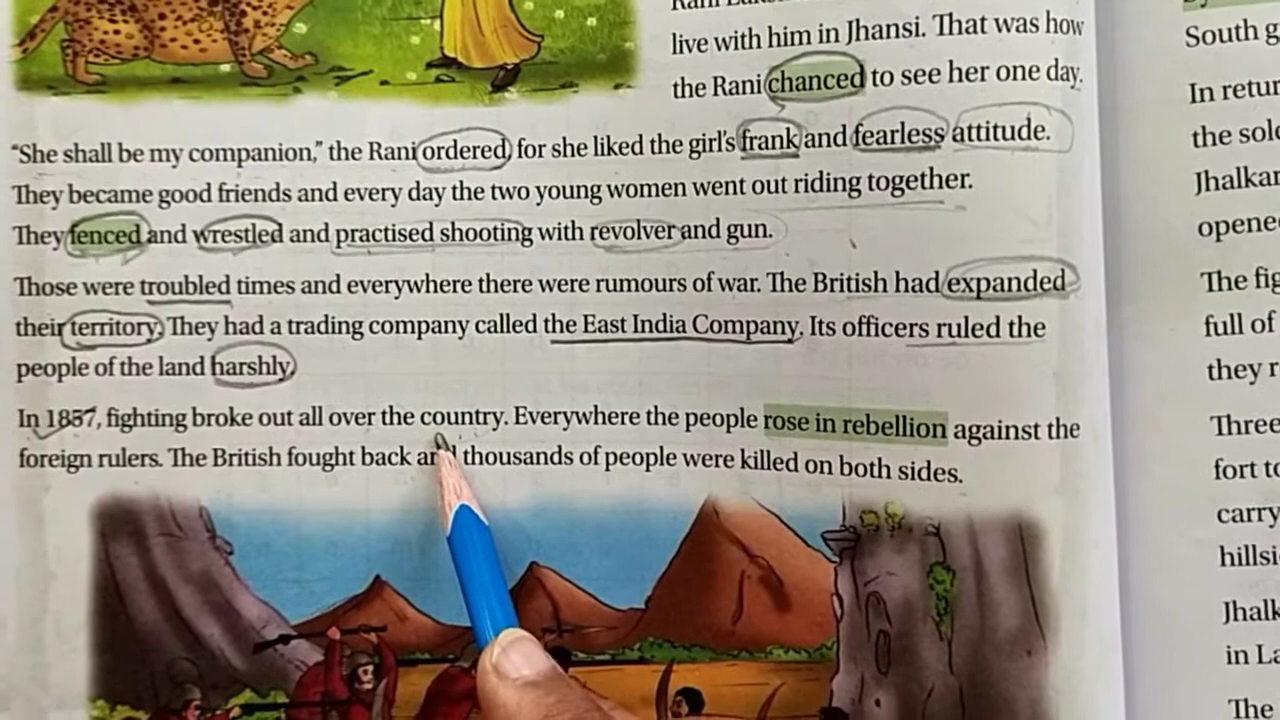 live with him in Jhansi. That was how
the Rani chanced to see her one day.
"She shall be my companion," the Rani ordered for she liked the girl's frank and fearless attitude.
They became good friends and every day the two young women went out riding together.
They fenced and wrestled and practised shooting with revolver and gun.
Those were troubled times and everywhere there were rumours of war. The British had expanded
their territory. They had a trading company called the East India Company. Its officers ruled the
people of the land harshly.
In 1857, fighting broke out all over the country. Everywhere the people rose in rebellion against the
foreign rulers. The British fought back and thousands of people were killed on both sides.
South
In
the
The
full of
they
Three
fort
carry
in
The